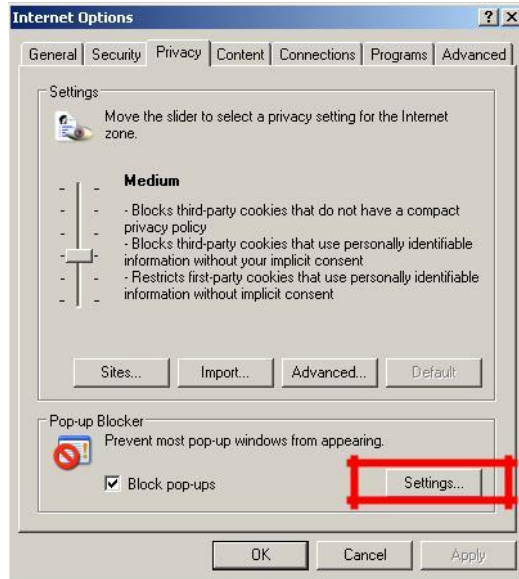 Internet Options
General Security Privacy Content Connections Programs Advanced
Settings
Move the slider to select a privacy setting for the Internet
zone.
Medium
- Blocks third-party cookies that do not have a compact
privacy policy
- Blocks third-party cookies that use personally identifiable
information without your implicit consent
- Restricts first-party cookies that use personally identifiable
information without implicit consent
Sites... Import... Advanced... Default
Pop-up Blocker
Prevent most pop-up windows from appearing.
Block pop-ups Settings...
OK Cancel Apply